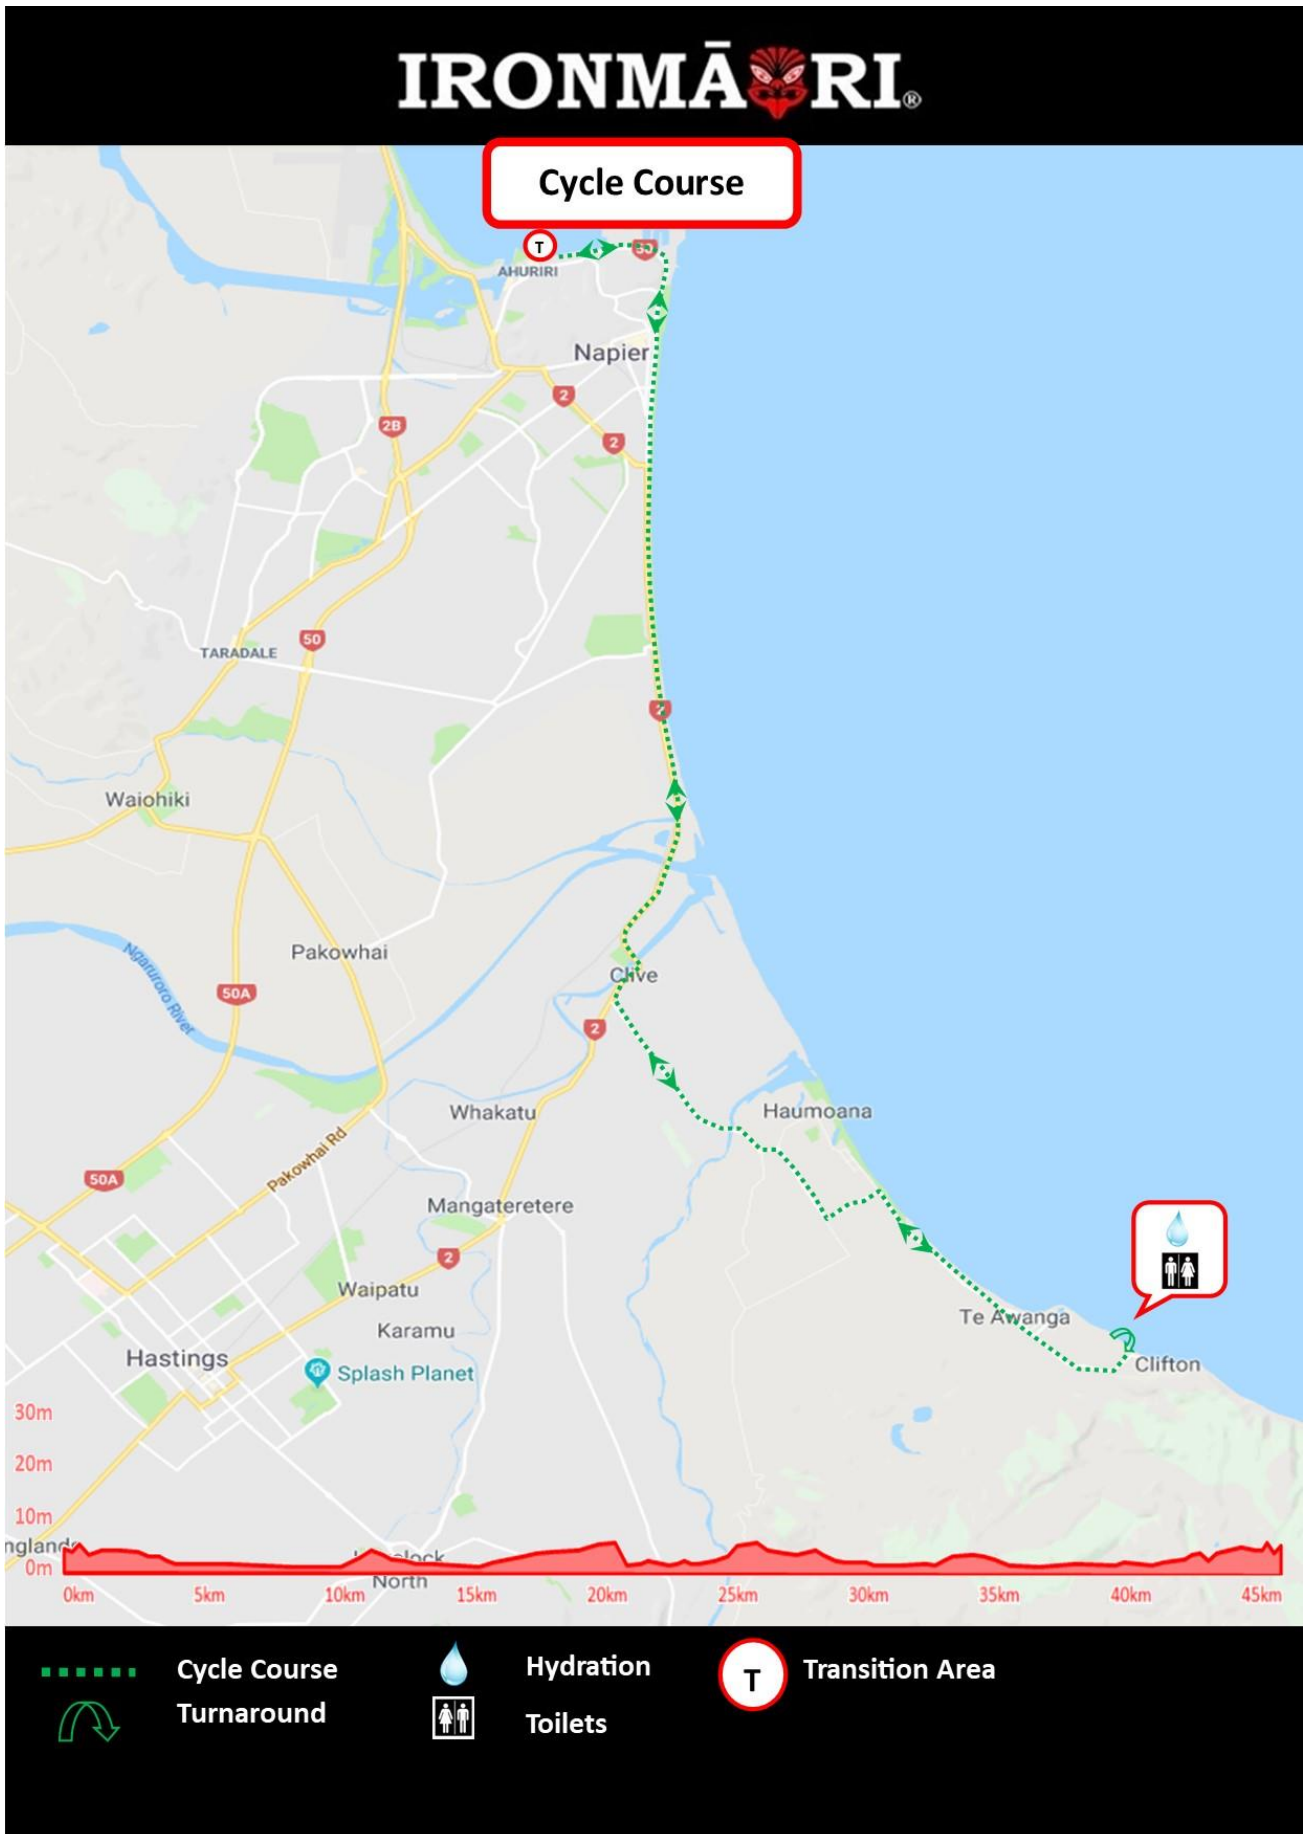 IRONMĀORI®
Cycle Course
T
50
AHURIRI
Napier
2
2B
2
TARADALE
50
2
Waiohiki
Pakowhai
Ngaruroro River
Clive
50A
2
Whakatu
Haumoana
Pakowhai Rd
50A
Mangateretere
2
Waipatu
Te Awanga
Karamu
Hastings
Clifton
Splash Planet
30m
20m
10m
0m
North
0km 5km 10km 15km 20km 25km 30km 35km 40km 45km
Cycle Course
Hydration
T
Transition Area
Turnaround
Toilets